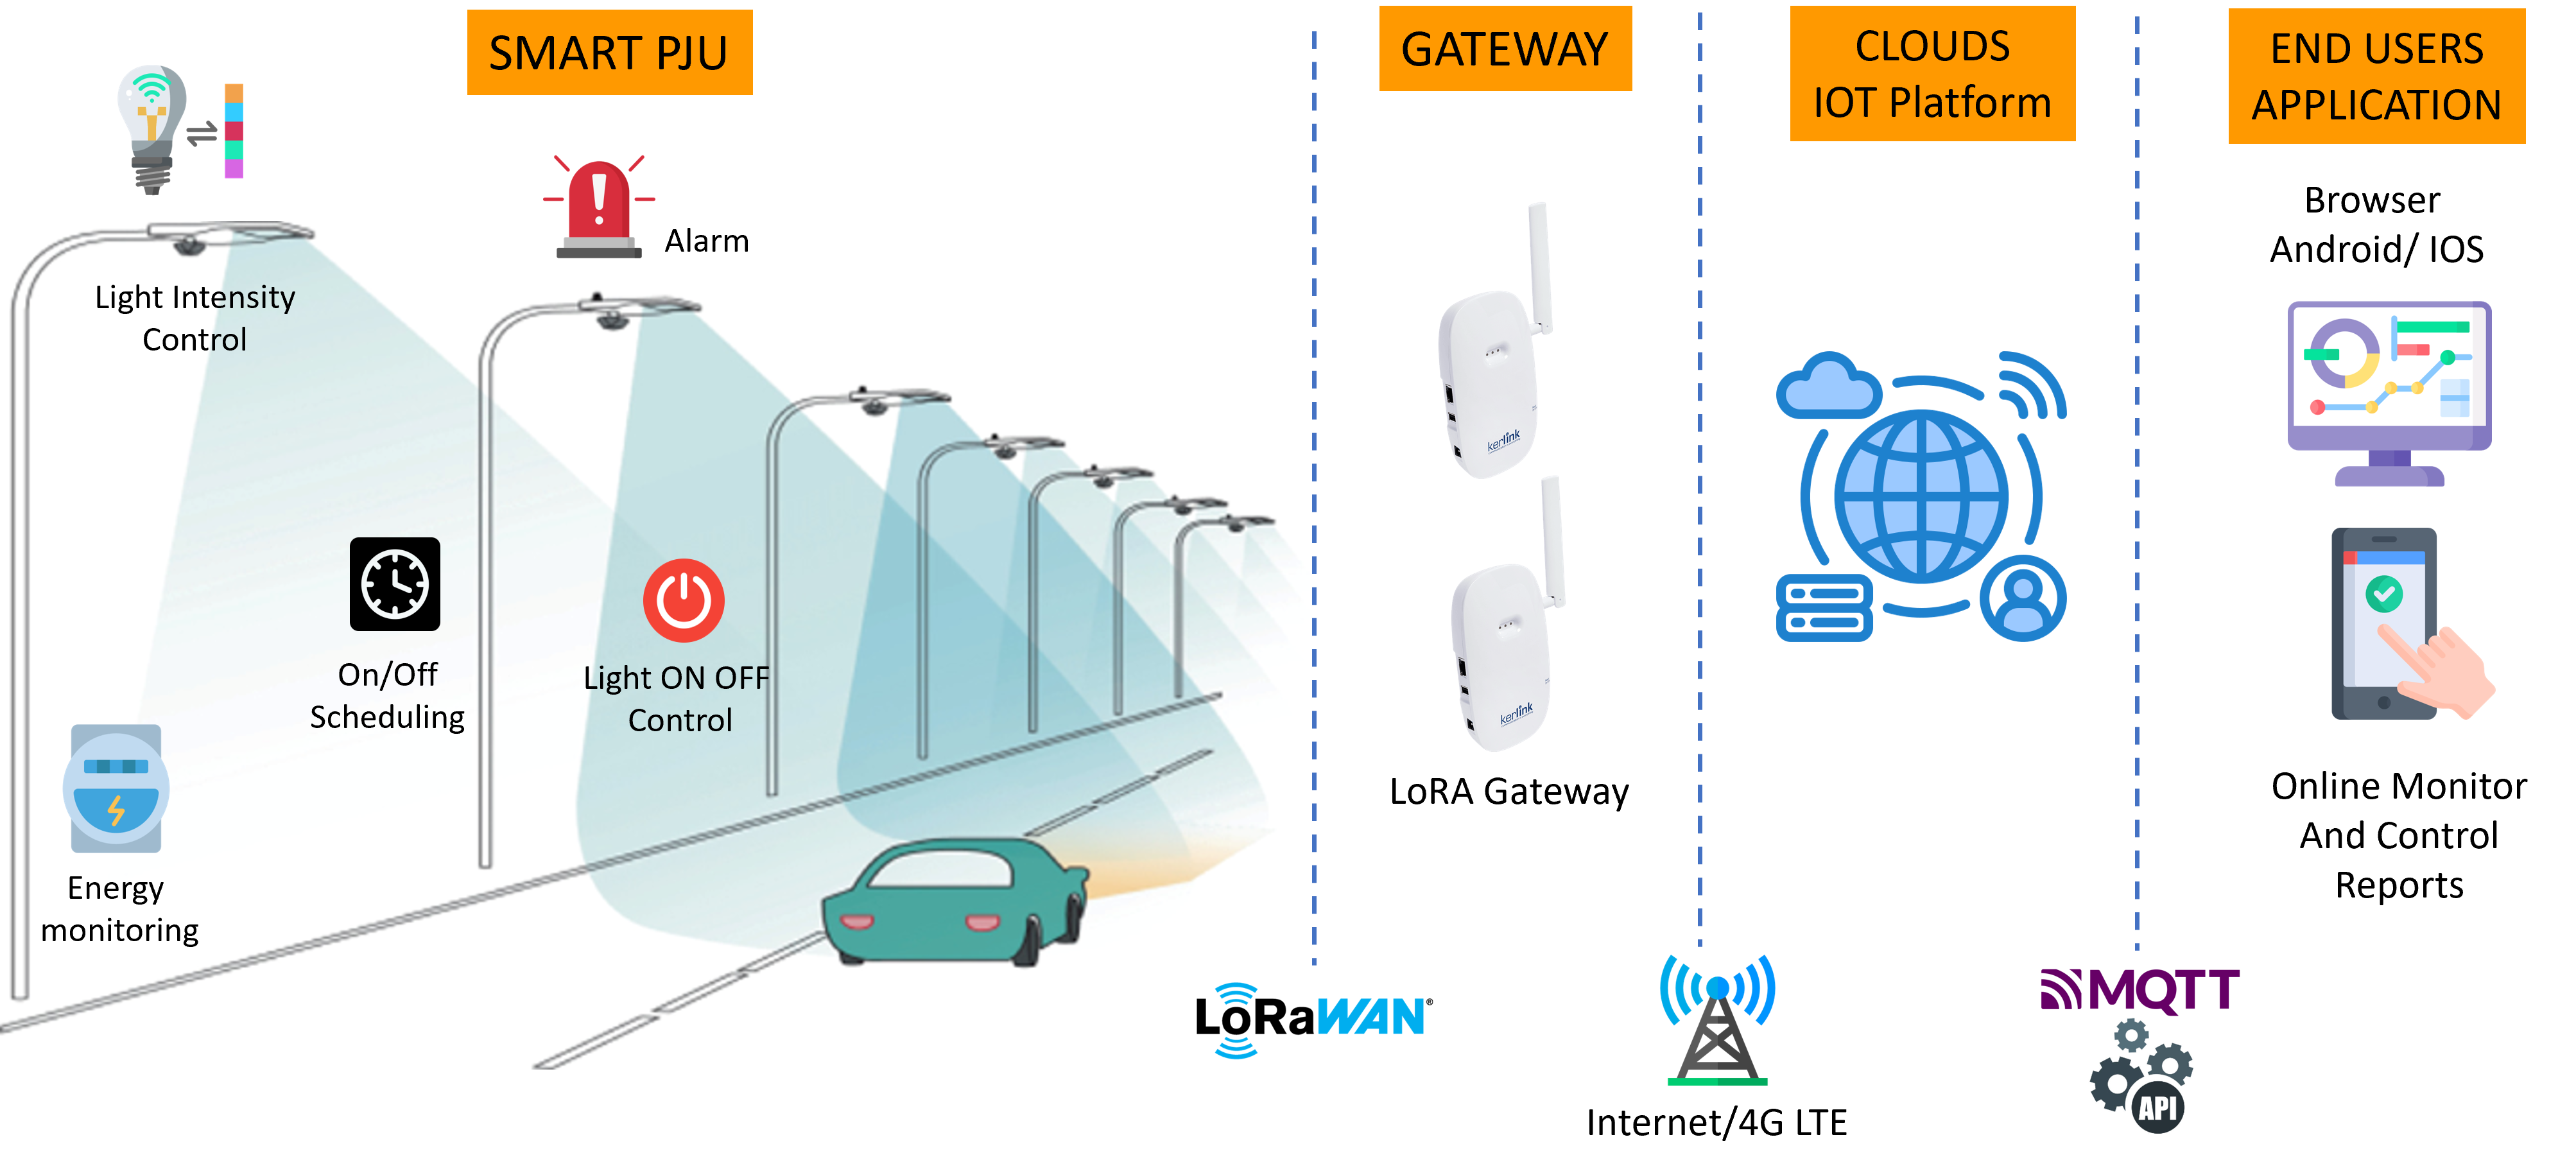 SMART PJU
GATEWAY
CLOUDS
IOT Platform
END USERS
APPLICATION
Light Intensity
Control
Alarm
On/Off
Scheduling
Light ON OFF
Control
Energy
monitoring
kerlink
kerlink
LoRA Gateway
Browser
Android/ IOS
Online Monitor
And Control
Reports
LoRaWAN®
Internet/4G LTE
MQTT
API